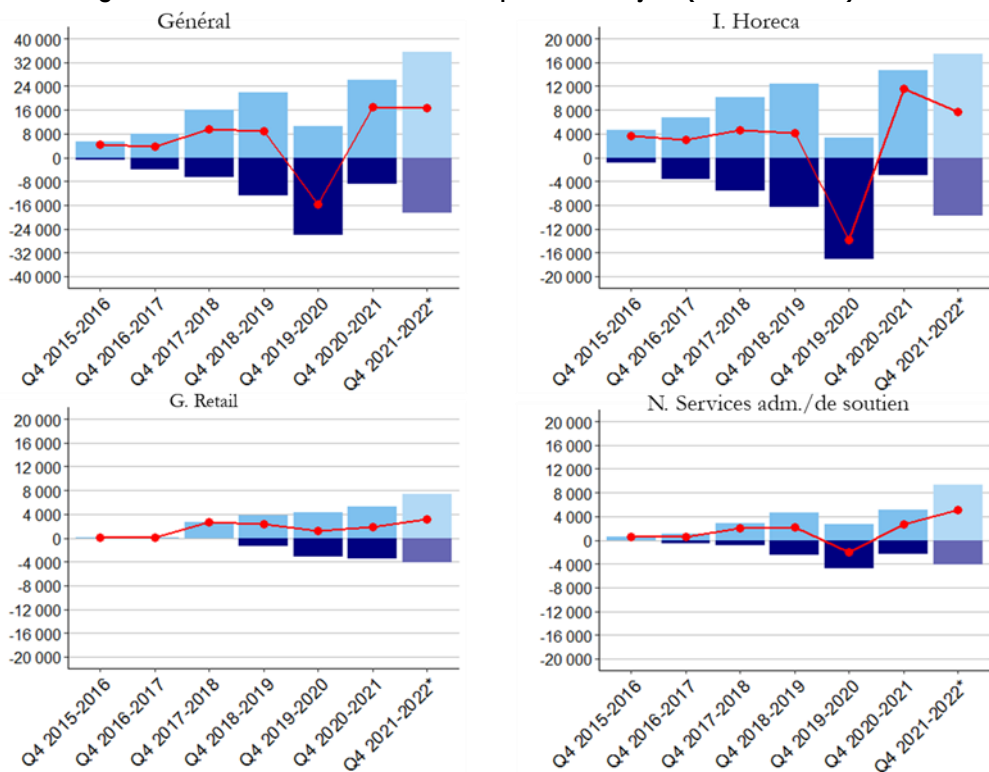 Général
40 000
32 000
24 000
16 000
8 000
0
-8 000
-16 000
-24 000
-32 000
-40 000
Q4 2015-2016
Q4 2016-2017
Q4 2017-2018
Q4 2018-2019
Q4 2019-2020
Q4 2020-2021
Q4 2021-2022*
I. Horeca
20 000
16 000
12 000
8 000
4 000
0
-4 000
-8 000
-12 000
-16 000
-20 000
Q4 2015-2016
Q4 2016-2017
Q4 2017-2018
Q4 2018-2019
Q4 2019-2020
Q4 2020-2021
Q4 2021-2022*
G. Retail
20 000
16 000
12 000
8 000
4 000
0
-4 000
-8 000
-12 000
-16 000
-20 000
Q4 2015-2016
Q4 2016-2017
Q4 2017-2018
Q4 2018-2019
Q4 2019-2020
Q4 2020-2021
Q4 2021-2022*
N. Services adm./de soutien
20 000
16 000
12 000
8 000
4 000
0
-4 000
-8 000
-12 000
-16 000
-20 000
Q4 2015-2016
Q4 2016-2017
Q4 2017-2018
Q4 2018-2019
Q4 2019-2020
Q4 2020-2021
Q4 2021-2022*